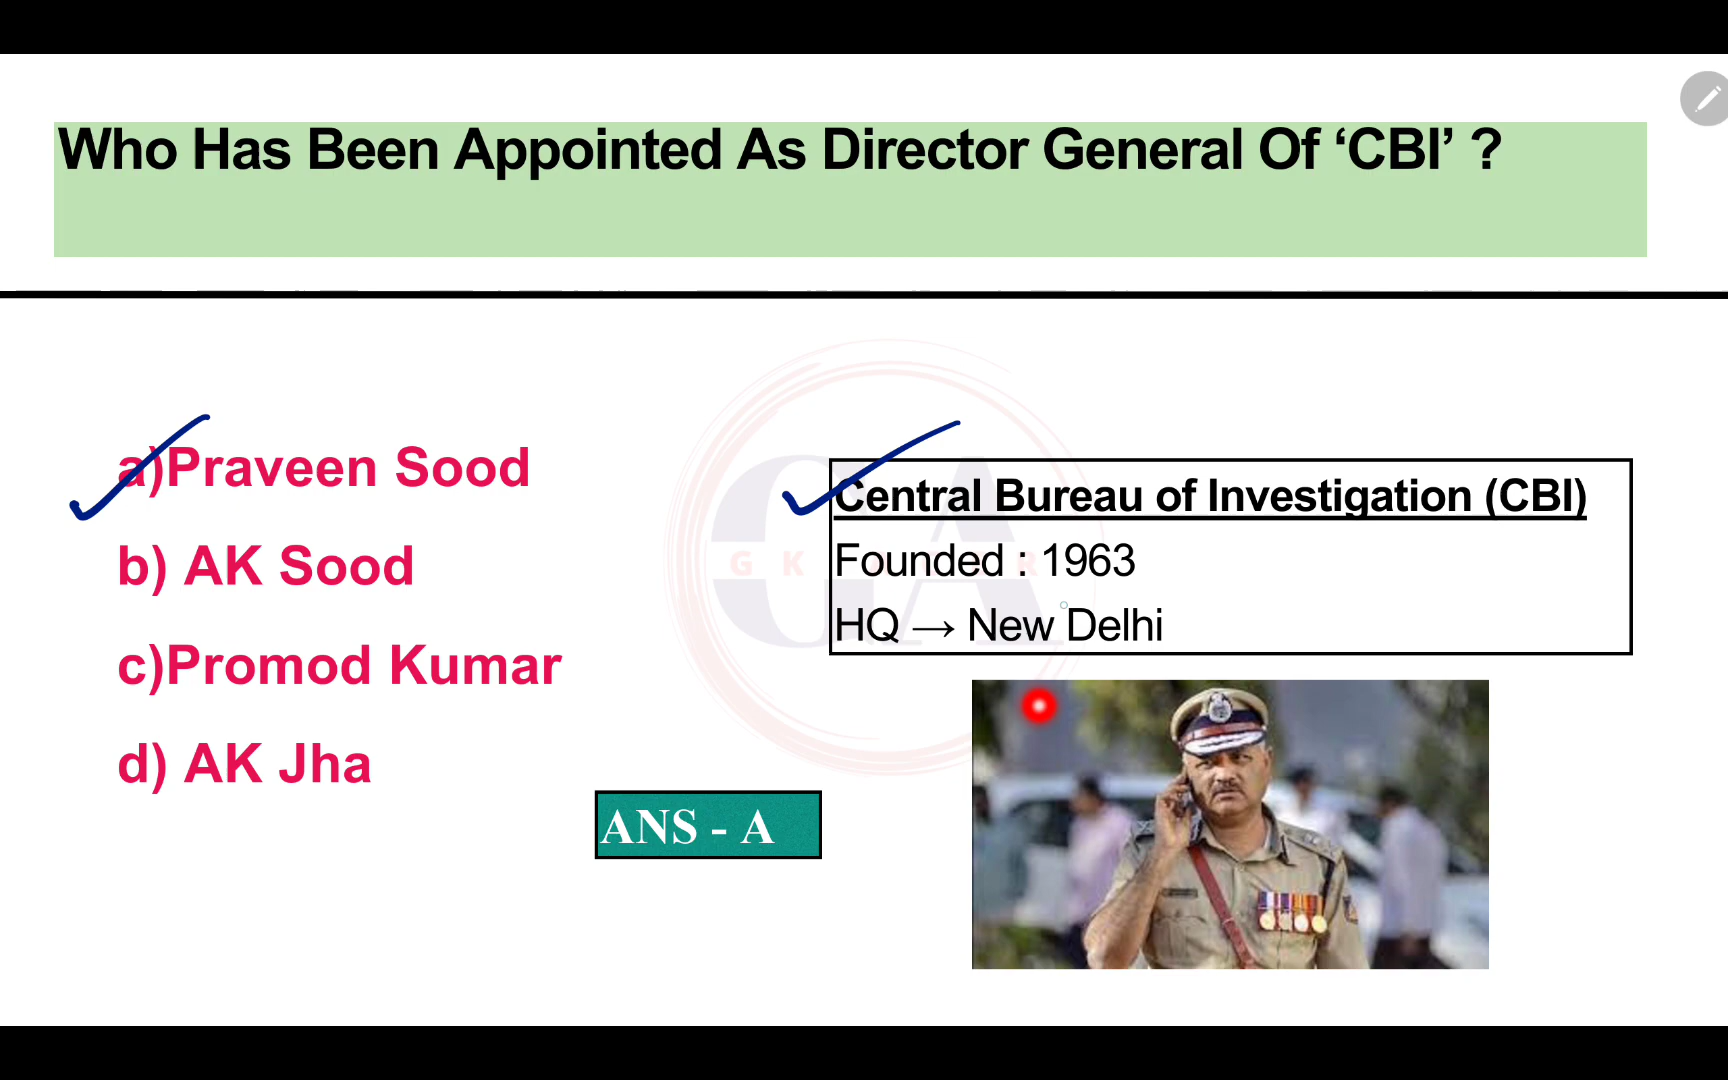 Who Has Been Appointed As Director General Of ‘CBI’ ?
a)Praveen Sood
b) AK Sood
c)Promod Kumar
d) AK Jha
ANS - A
Central Bureau of Investigation (CBI)
Founded : 1963
HQ → New Delhi